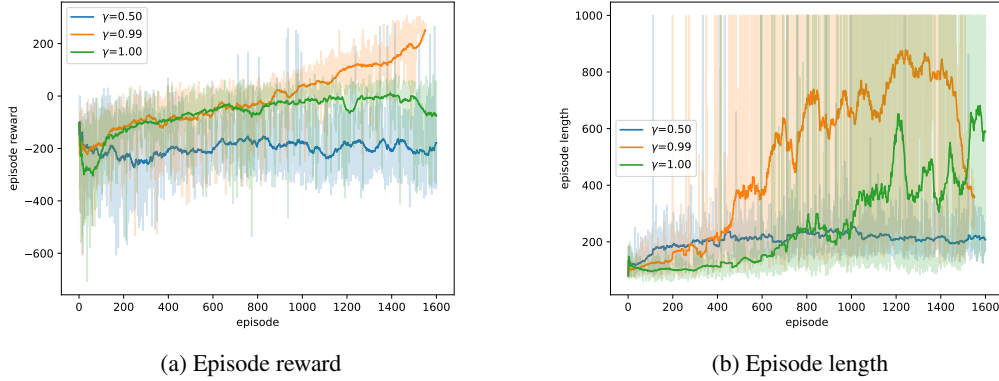 γ=0.50
γ=0.99
γ=1.00
200
0
−200
−400
−600
episode reward
0 200 400 600 800 1000 1200 1400 1600
episode
(a) Episode reward
1000
800
600
400
200
episode length
γ=0.50
γ=0.99
γ=1.00
0 200 400 600 800 1000 1200 1400 1600
episode
(b) Episode length